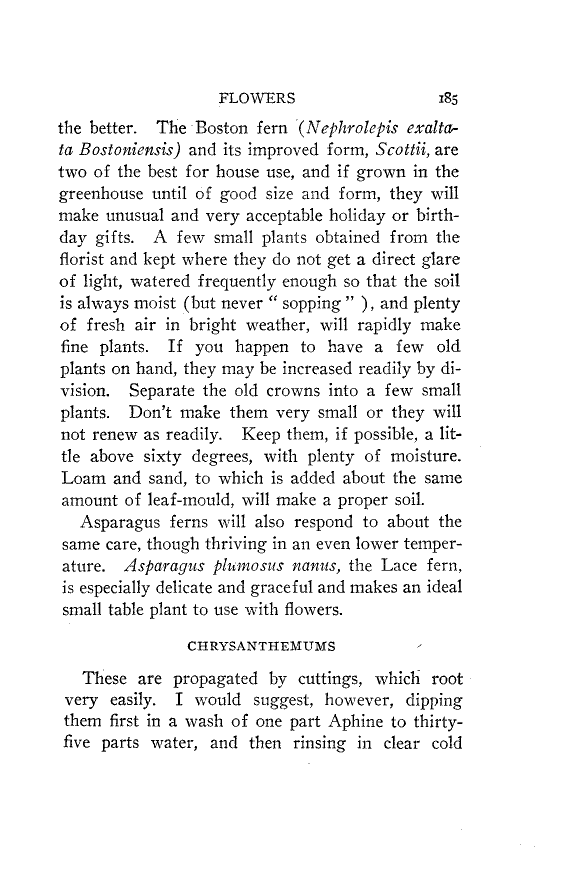 FLOWERS 185
the better. The Boston fern (Nephrolepis exalta-
ta Bostoniensis) and its improved form, Scottii, are
two of the best for house use, and if grown in the
greenhouse until of good size and form, they will
make unusual and very acceptable holiday or birth-
day gifts. A few small plants obtained from the
florist and kept where they do not get a direct glare
of light, watered frequently enough so that the soil
is always moist (but never “ sopping ” ), and plenty
of fresh air in bright weather, will rapidly make
fine plants. If you happen to have a few old
plants on hand, they may be increased readily by di-
vision. Separate the old crowns into a few small
plants. Don't make them very small or they will
not renew as readily. Keep them, if possible, a lit-
tle above sixty degrees, with plenty of moisture.
Loam and sand, to which is added about the same
amount of leaf-mould, will make a proper soil.
Asparagus ferns will also respond to about the
same care, though thriving in an even lower temper-
ature. Asparagus plumosus nanus, the Lace fern,
is especially delicate and graceful and makes an ideal
small table plant to use with flowers.
CHRYSANTHEMUMS
These are propagated by cuttings, which root
very easily. I would suggest, however, dipping
them first in a wash of one part Aphine to thirty-
five parts water, and then rinsing in clear cold